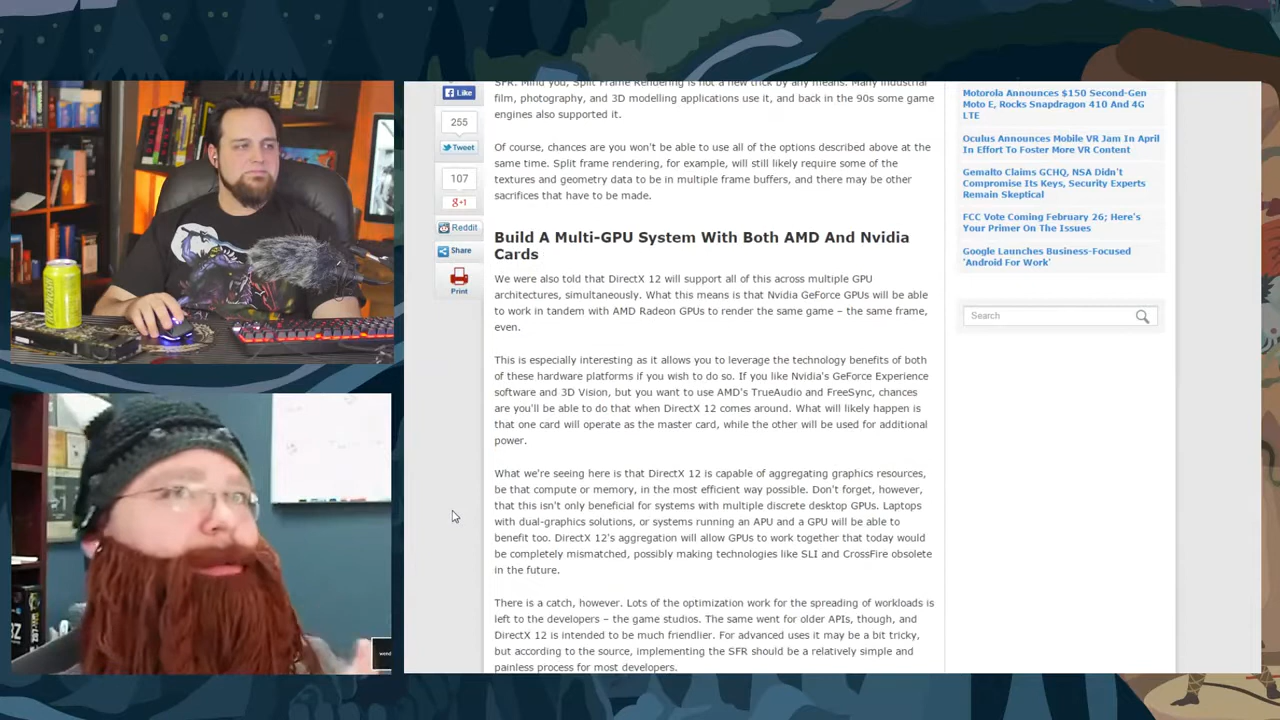 SFR. Mind you, Split Frame Rendering is not a new trick by any means. Many industrial
film, photography, and 3D modelling applications use it, and back in the 90s some game
engines also supported it.
Of course, chances are you won't be able to use all of the options described above at the
same time. Split frame rendering, for example, will still likely require some of the
textures and geometry data to be in multiple frame buffers, and there may be other
sacrifices that have to be made.
Build A Multi-GPU System With Both AMD And Nvidia
Cards
We were also told that DirectX 12 will support all of this across multiple GPU
architectures, simultaneously. What this means is that Nvidia GeForce GPUs will be able
to work in tandem with AMD Radeon GPUs to render the same game – the same frame,
even.
This is especially interesting as it allows you to leverage the technology benefits of both
of these hardware platforms if you wish to do so. If you like Nvidia's GeForce Experience
software and 3D Vision, but you want to use AMD's TrueAudio and FreeSync, chances
are you'll be able to do that when DirectX 12 comes around. What will likely happen is
that one card will operate as the master card, while the other will be used for additional
power.
What we're seeing here is that DirectX 12 is capable of aggregating graphics resources,
be that compute or memory, in the most efficient way possible. Don't forget, however,
that this isn't only beneficial for systems with multiple discrete desktop GPUs. Laptops
with dual-graphics solutions, or systems running an APU and a GPU will be able to
benefit too. DirectX 12's aggregation will allow GPUs to work together that today would
be completely mismatched, possibly making technologies like SLI and CrossFire obsolete
in the future.
There is a catch, however. Lots of the optimization work for the spreading of workloads is
left to the developers – the game studios. The same went for older APIs, though, and
DirectX 12 is intended to be much friendlier. For advanced uses it may be a bit tricky,
but according to the source, implementing the SFR should be a relatively simple and
painless process for most developers.
Like
255
Tweet
107
g+1
Reddit
Share
Print
Motorola Announces $150 Second-Gen
Moto E, Rocks Snapdragon 410 And 4G
LTE
Oculus Announces Mobile VR Jam In April
In Effort To Foster More VR Content
Gemalto Claims GCHQ, NSA Didn't
Compromise Its Keys, Security Experts
Remain Skeptical
FCC Vote Coming February 26; Here's
Your Primer On The Issues
Google Launches Business-Focused
'Android For Work'
Search
wend